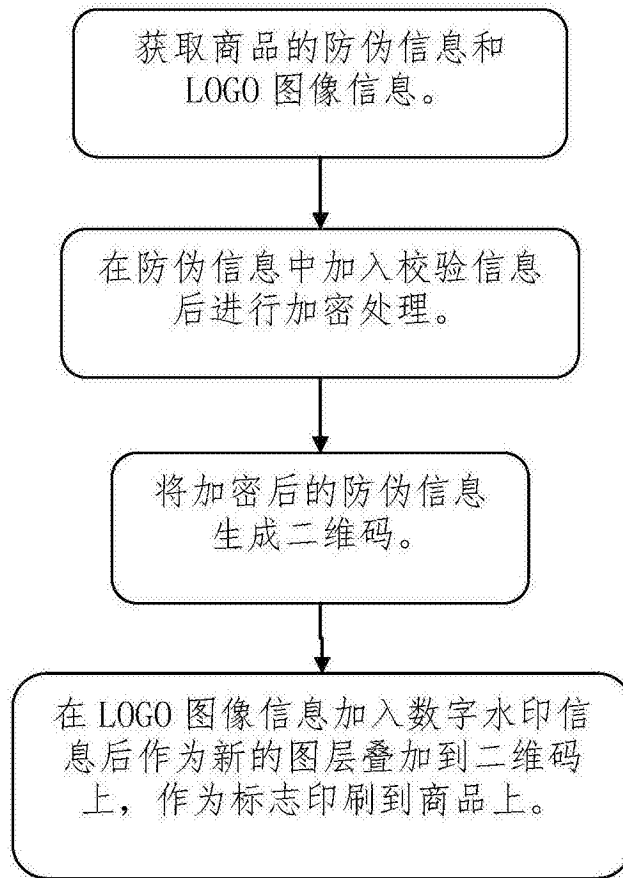 获取商品的防伪信息和
LOGO 图像信息。
在防伪信息中加入校验信息
后进行加密处理。
将加密后的防伪信息
生成二维码。
在 LOGO 图像信息加入数字水印信
息后作为新的图层叠加到二维码
上，作为标志印刷到商品上。